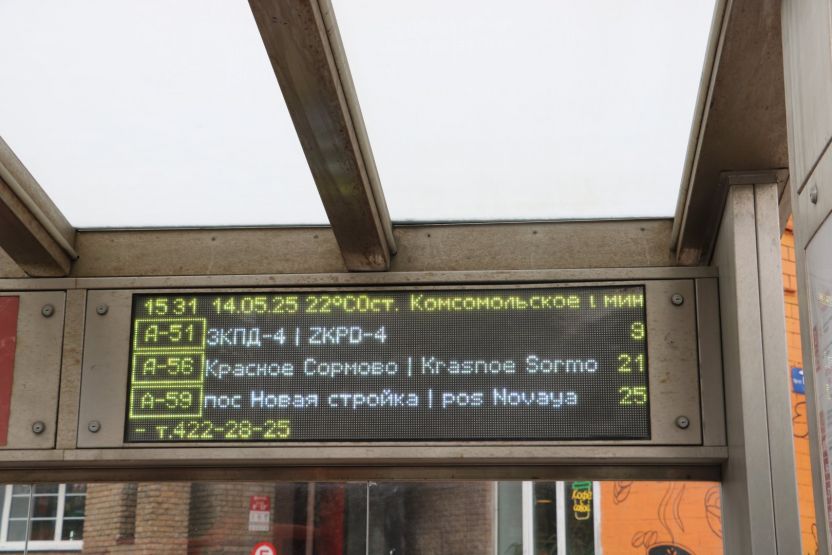 15:31 14.05.25 22°C Ост. Комсомольское мин
А-51 ЗКПД-4 | ZKPD-4 9
А-56 Красное Сормово | Krasnoe Sormo 21
А-59 пос Новая стройка | pos Novaya 25
- т.422-28-25
Кофе